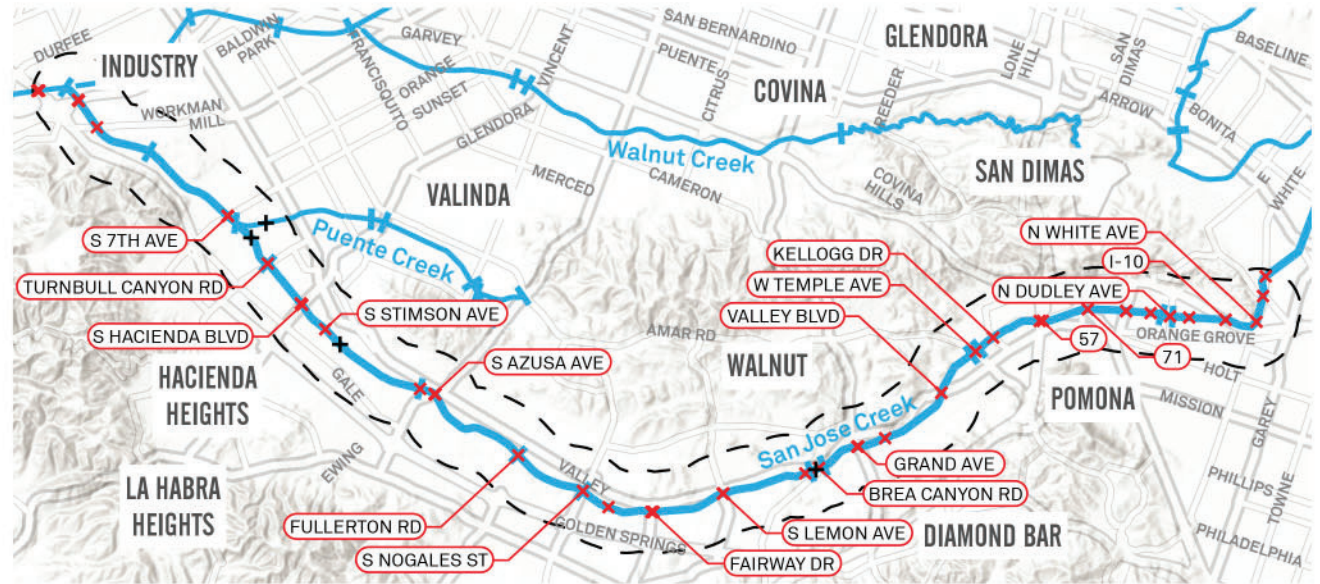 DURFEE
INDUSTRY
BALDWIN
PARK
GARVEY
FRANCISQUITO
ORANGE
SUNSET
VINCENT
GLENDORA
SAN BERNARDINO
PUENTE
CITRUS
COVINA
GLENDORA
REEDER
LONE
HILL
SAN
DIMAS
ARROW
BASELINE
BONITA
WORKMAN
MILL
Walnut Creek
MERCED
CAMERON
COVINA
HILLS
SAN DIMAS
E
WHITE
VALINDA
Puente Creek
S 7TH AVE
TURNBULL CANYON RD
S HACIENDA BLVD
S STIMSON AVE
S AZUSA AVE
HACIENDA
HEIGHTS
GALE
EWING
LA HABRA
HEIGHTS
FULLERTON RD
S NOGALES ST
VALLEY
GOLDEN SPRINGS
FAIRWAY DR
S LEMON AVE
BREA CANYON RD
GRAND AVE
San Jose Creek
DIAMOND BAR
AMAR RD
WALNUT
KELLOGG DR
W TEMPLE AVE
VALLEY BLVD
N WHITE AVE
I-10
N DUDLEY AVE
57
71
ORANGE GROVE
POMONA
HOLT
MISSION
GAREY
TOWNE
PHILLIPS
PHILADELPHIA